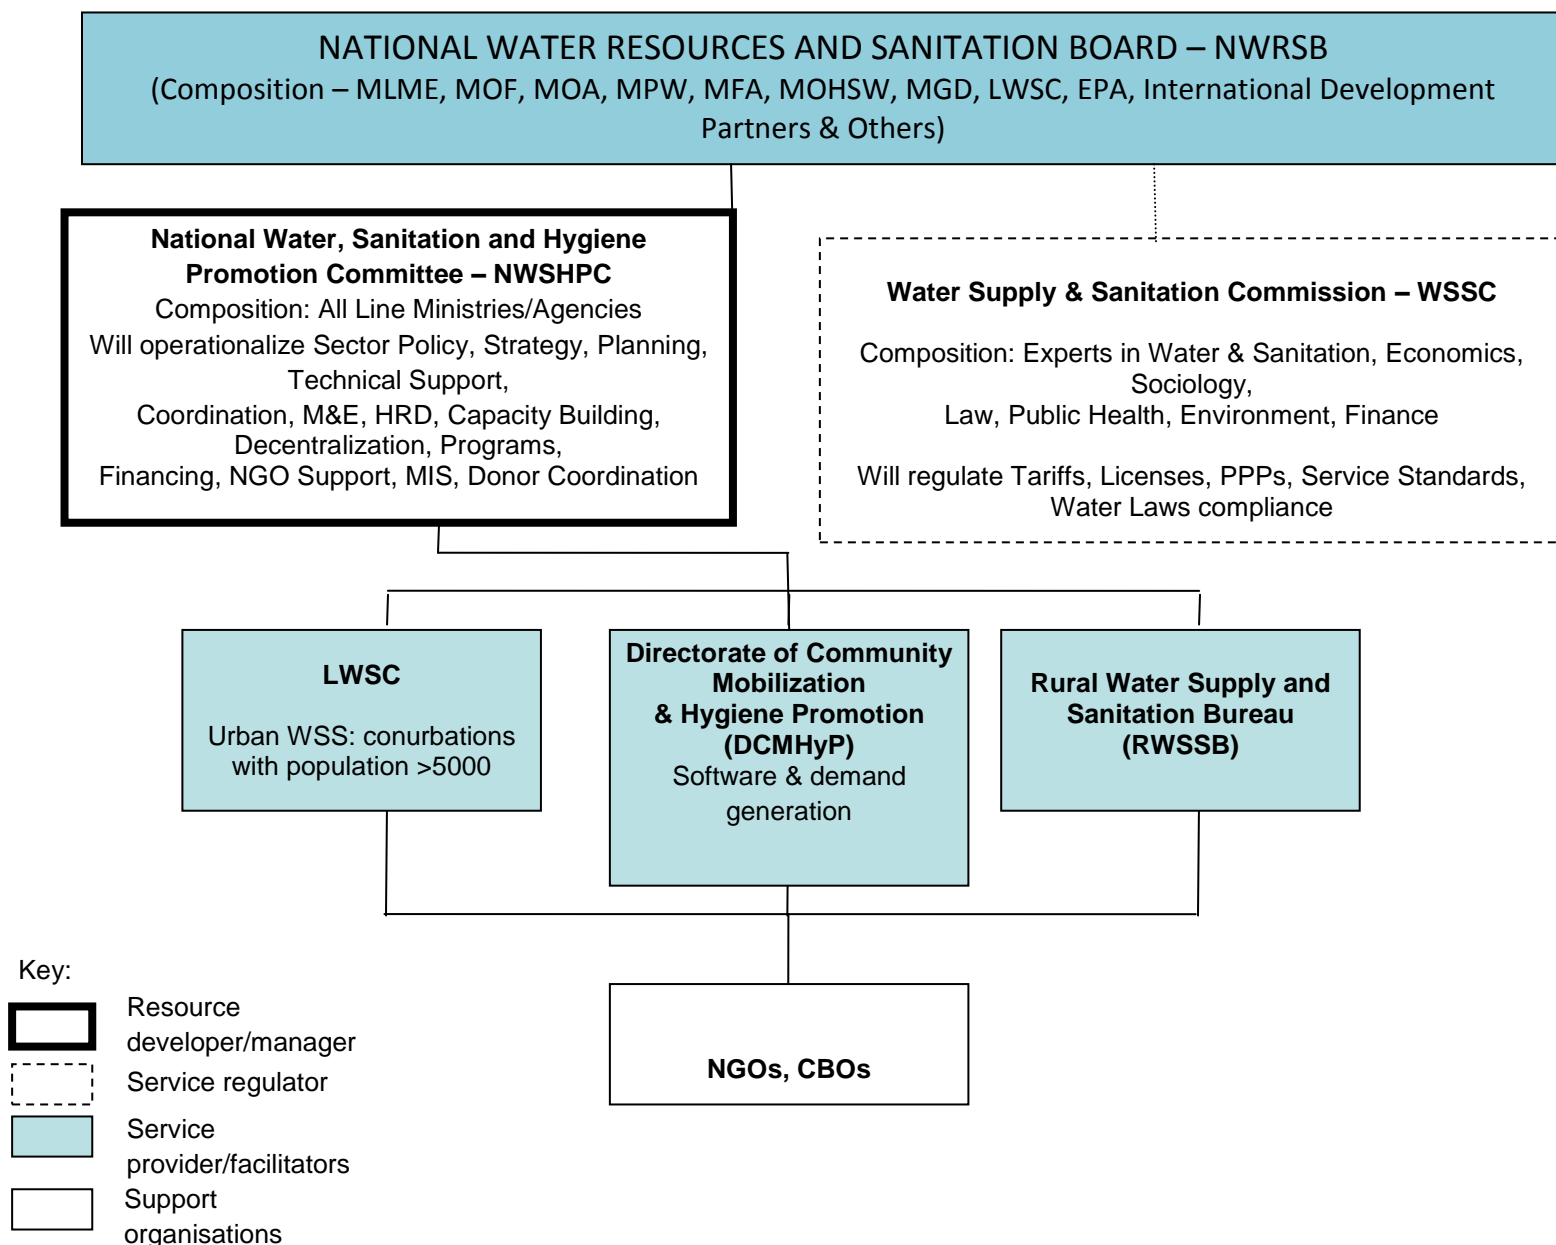 NATIONAL WATER RESOURCES AND SANITATION BOARD – NWRSB
(Composition – MLME, MOF, MOA, MPW, MFA, MOHSW, MGD, LWSC, EPA, International Development
Partners & Others)
National Water, Sanitation and Hygiene
Promotion Committee – NWSHPC
Composition: All Line Ministries/Agencies
Will operationalize Sector Policy, Strategy, Planning,
Technical Support,
Coordination, M&E, HRD, Capacity Building,
Decentralization, Programs,
Financing, NGO Support, MIS, Donor Coordination
Water Supply & Sanitation Commission – WSSC
Composition: Experts in Water & Sanitation, Economics,
Sociology,
Law, Public Health, Environment, Finance
Will regulate Tariffs, Licenses, PPPs, Service Standards,
Water Laws compliance
LWSC
Urban WSS: conurbations
with population >5000
Directorate of Community
Mobilization
& Hygiene Promotion
(DCMHyP)
Software & demand
generation
Rural Water Supply and
Sanitation Bureau
(RWSSB)
NGOs, CBOs
Key:
Resource
developer/manager
Service regulator
Service
provider/facilitators
Support
organisations